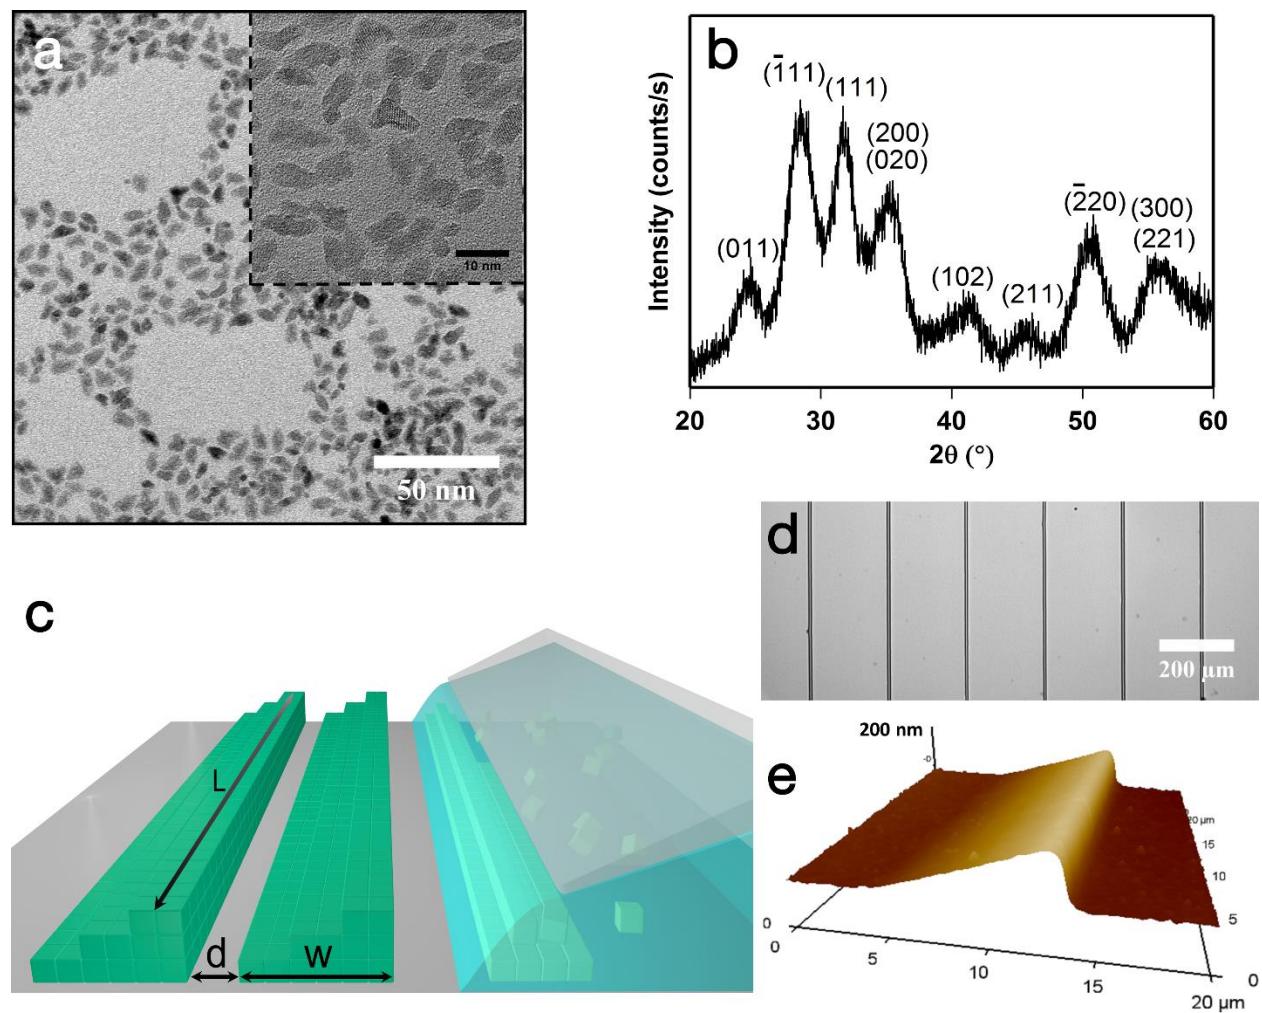 a
10 nm
50 nm
b
(1̅11)
(111)
(200)
(020)
(011)
(102)
(211)
(2̅20)
(300)
(221)
Intensity (counts/s)
20
30
40
50
60
2θ (°)
c
L
d
W
d
200 µm
e
200 nm
20 µm
15
10
5
0
0
5
10
15
20 µm
0